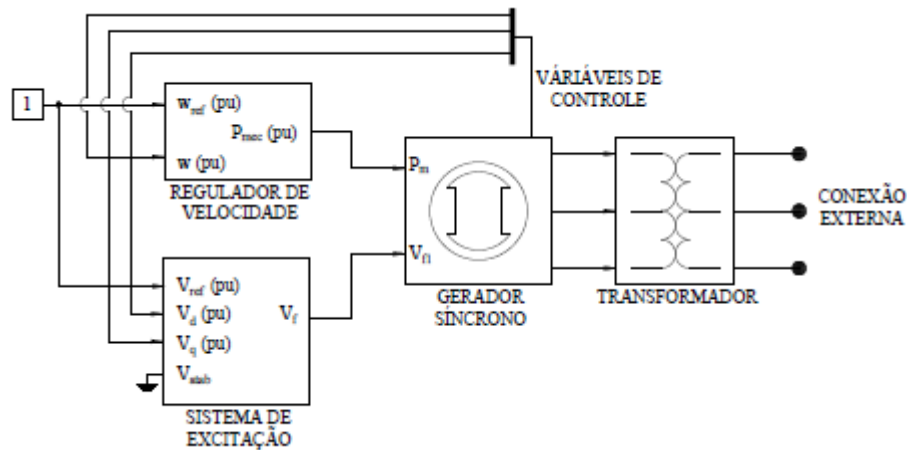 VÁRIÁVEIS DE
CONTROLE
1
w_ref (pu)
P_mec (pu)
w (pu)
REGULADOR DE
VELOCIDADE
P_m
V_f1
GERADOR
SÍNCRONO
TRANSFORMADOR
CONEXÃO
EXTERNA
V_ref (pu)
V_d (pu)
V_f
V_q (pu)
V_stab
SISTEMA DE
EXCITAÇÃO